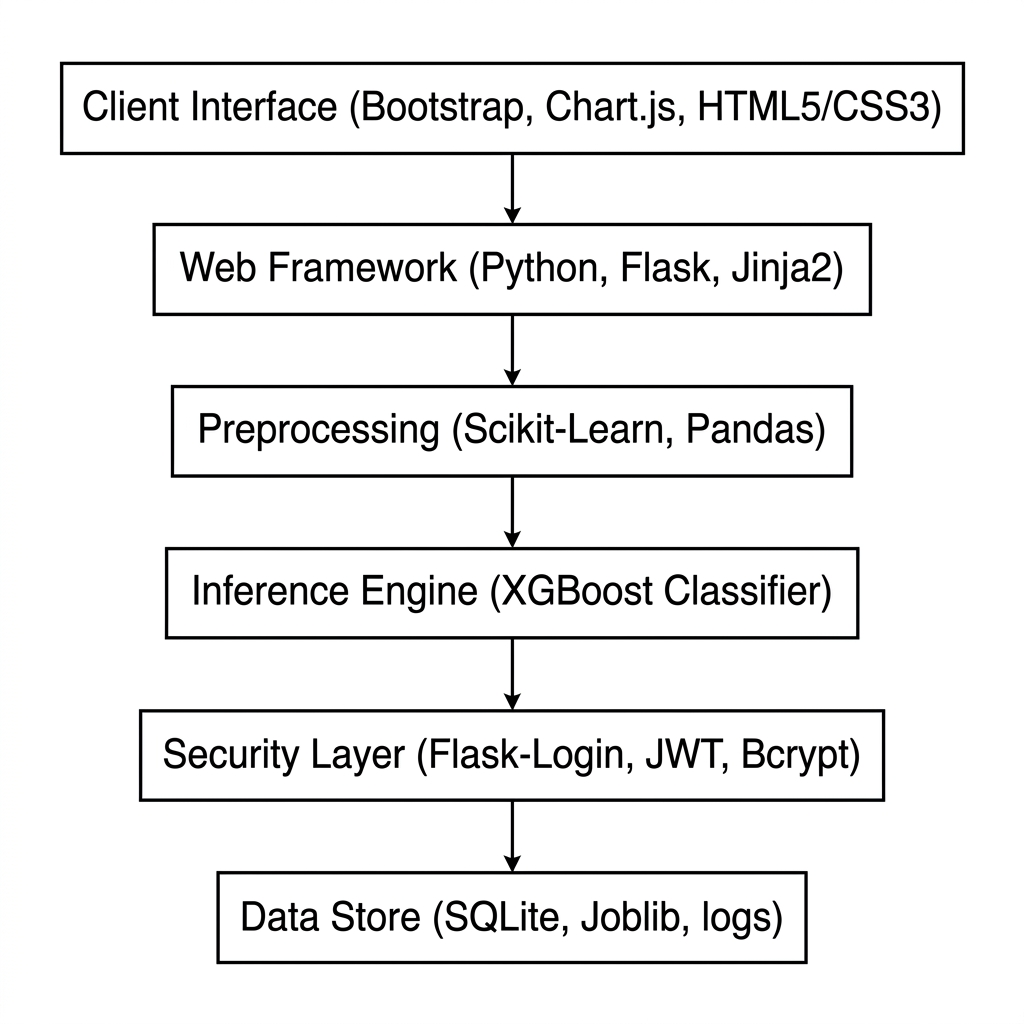 Client Interface (Bootstrap, Chart.js, HTML5/CSS3)
Web Framework (Python, Flask, Jinja2)
Preprocessing (Scikit-Learn, Pandas)
Inference Engine (XGBoost Classifier)
Security Layer (Flask-Login, JWT, Bcrypt)
Data Store (SQLite, Joblib, logs)